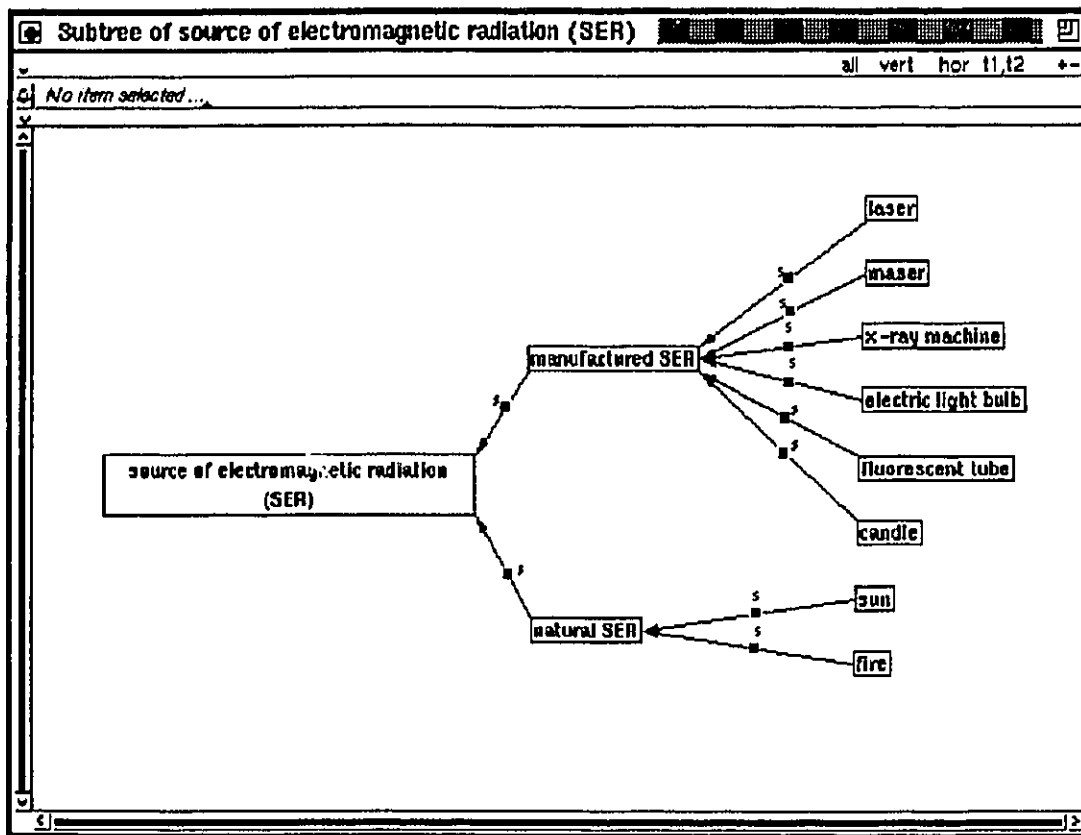 Subtree of source of electromagnetic radiation (SER)
all vert hor t1,t2 +-
No item selected...
laser
s
maser
s
s
x-ray machine
manufactured SER
s
electric light bulb
s
s
fluorescent tube
s
source of electromagnetic radiation
(SER)
candle
s
s
sun
natural SER
s
fire